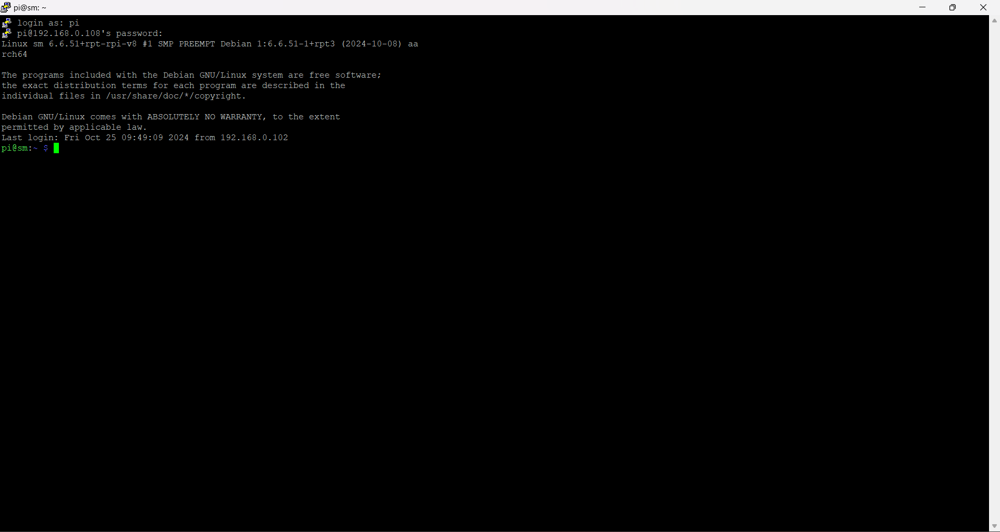 pi@sm: ~
login as: pi
pi@192.168.0.108's password:
Linux sm 6.6.51+rpt-rpi-v8 #1 SMP PREEMPT Debian 1:6.6.51-1+rpt3 (2024-10-08) aa
rch64
The programs included with the Debian GNU/Linux system are free software;
the exact distribution terms for each program are described in the
individual files in /usr/share/doc/*/copyright.
Debian GNU/Linux comes with ABSOLUTELY NO WARRANTY, to the extent
permitted by applicable law.
Last login: Fri Oct 25 09:49:09 2024 from 192.168.0.102
pi@sm:~ $